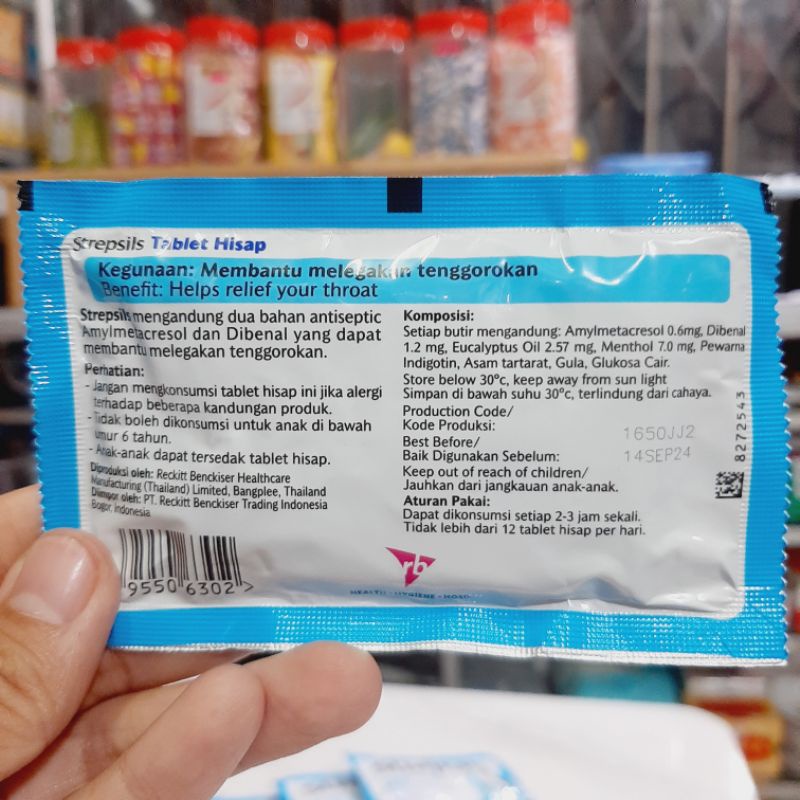 Strepsils Tablet Hisap
Kegunaan: Membantu melegakan tenggorokan
Benefit: Helps relief your throat
Strepsils mengandung dua bahan antiseptic
Amylmetacresol dan Dibenal yang dapat
membantu melegakan tenggorokan.
Perhatian:
- Jangan mengkonsumsi tablet hisap ini jika alergi
terhadap beberapa kandungan produk.
- Tidak boleh dikonsumsi untuk anak di bawah
umur 6 tahun.
- Anak-anak dapat tersedak tablet hisap.
Diproduksi oleh: Reckitt Benckiser Healthcare
Manufacturing (Thailand) Limited, Bangplee, Thailand
Diimpor oleh: PT. Reckitt Benckiser Trading Indonesia
Bogor, Indonesia
9550 6302 >
Komposisi:
Setiap butir mengandung: Amylmetacresol 0.6mg, Dibenal
1.2 mg, Eucalyptus Oil 2.57 mg, Menthol 7.0 mg, Pewarna
Indigotin, Asam tartarat, Gula, Glukosa Cair.
Store below 30°c, keep away from sun light
Simpan di bawah suhu 30°c, terlindung dari cahaya.
Production Code/
Kode Produksi: 1650JJ2
Best Before/
Baik Digunakan Sebelum: 14SEP24
Keep out of reach of children/
Jauhkan dari jangkauan anak-anak.
Aturan Pakai:
Dapat dikonsumsi setiap 2-3 jam sekali.
Tidak lebih dari 12 tablet hisap per hari.
rb
HEALTH · HYGIENE · HOME
8272543